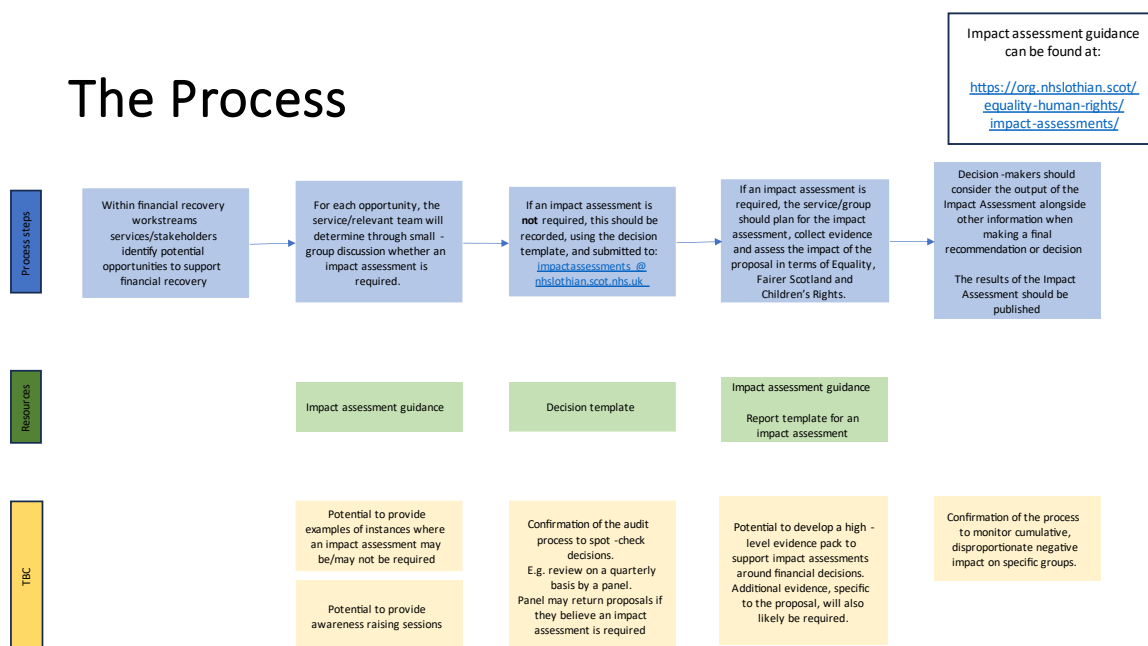 The Process
Impact assessment guidance
can be found at:
https://org.nhslothian.scot/
equality-human-rights/
impact-assessments/
Process steps
Within financial recovery
workstreams
services/stakeholders
identify potential
opportunities to support
financial recovery
For each opportunity, the
service/relevant team will
determine through small -
group discussion whether an
impact assessment is
required.
If an impact assessment is
not required, this should be
recorded, using the decision
template, and submitted to:
impactassessments @
nhslothian.scot.nhs.uk
If an impact assessment is
required, the service/group
should plan for the impact
assessment, collect evidence
and assess the impact of the
proposal in terms of Equality,
Fairer Scotland and
Children's Rights.
Decision -makers should
consider the output of the
Impact Assessment alongside
other information when
making a final
recommendation or decision
The results of the Impact
Assessment should be
published
Resources
Impact assessment guidance
Decision template
Impact assessment guidance
Report template for an
impact assessment
TBC
Potential to provide
examples of instances where
an impact assessment may
be/may not be required
Potential to provide
awareness raising sessions
Confirmation of the audit
process to spot -check
decisions.
E.g. review on a quarterly
basis by a panel.
Panel may return proposals if
they believe an impact
assessment is required
Potential to develop a high -
level evidence pack to
support impact assessments
around financial decisions.
Additional evidence, specific
to the proposal, will also
likely be required.
Confirmation of the process
to monitor cumulative,
disproportionate negative
impact on specific groups.